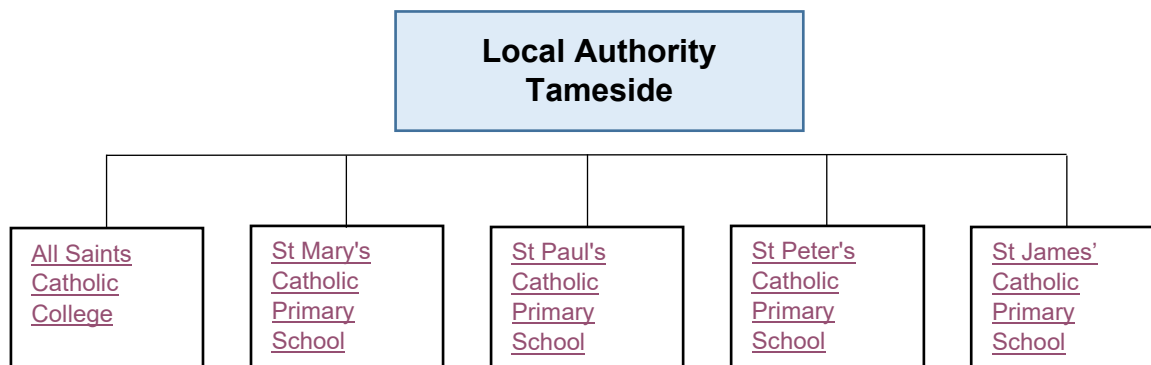 Local Authority
Tameside
All Saints
Catholic
College
St Mary's
Catholic
Primary
School
St Paul's
Catholic
Primary
School
St Peter's
Catholic
Primary
School
St James’
Catholic
Primary
School